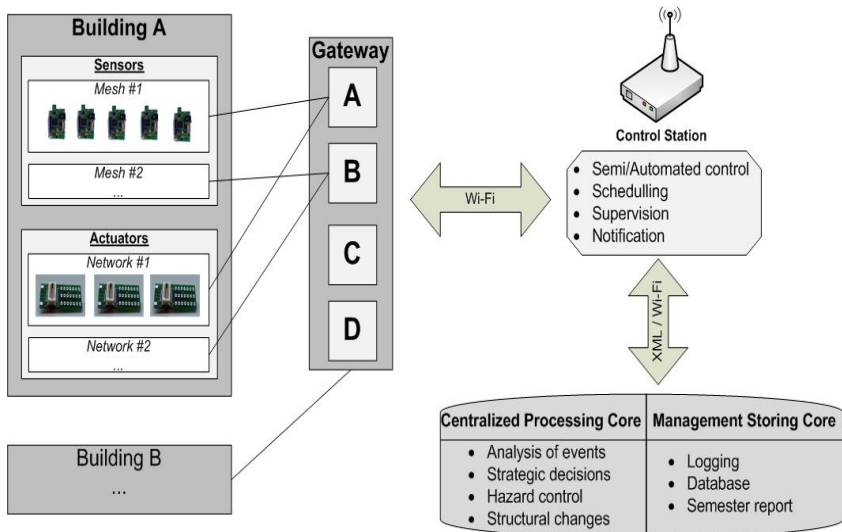 Building A
Sensors
Mesh #1
Mesh #2
...
Actuators
Network #1
Network #2
...
Building B
...
Gateway
A
B
C
D
Wi-Fi
Control Station
• Semi/Automated control
• Schedulling
• Supervision
• Notification
XML / Wi-Fi
Centralized Processing Core
• Analysis of events
• Strategic decisions
• Hazard control
• Structural changes
Management Storing Core
• Logging
• Database
• Semester report